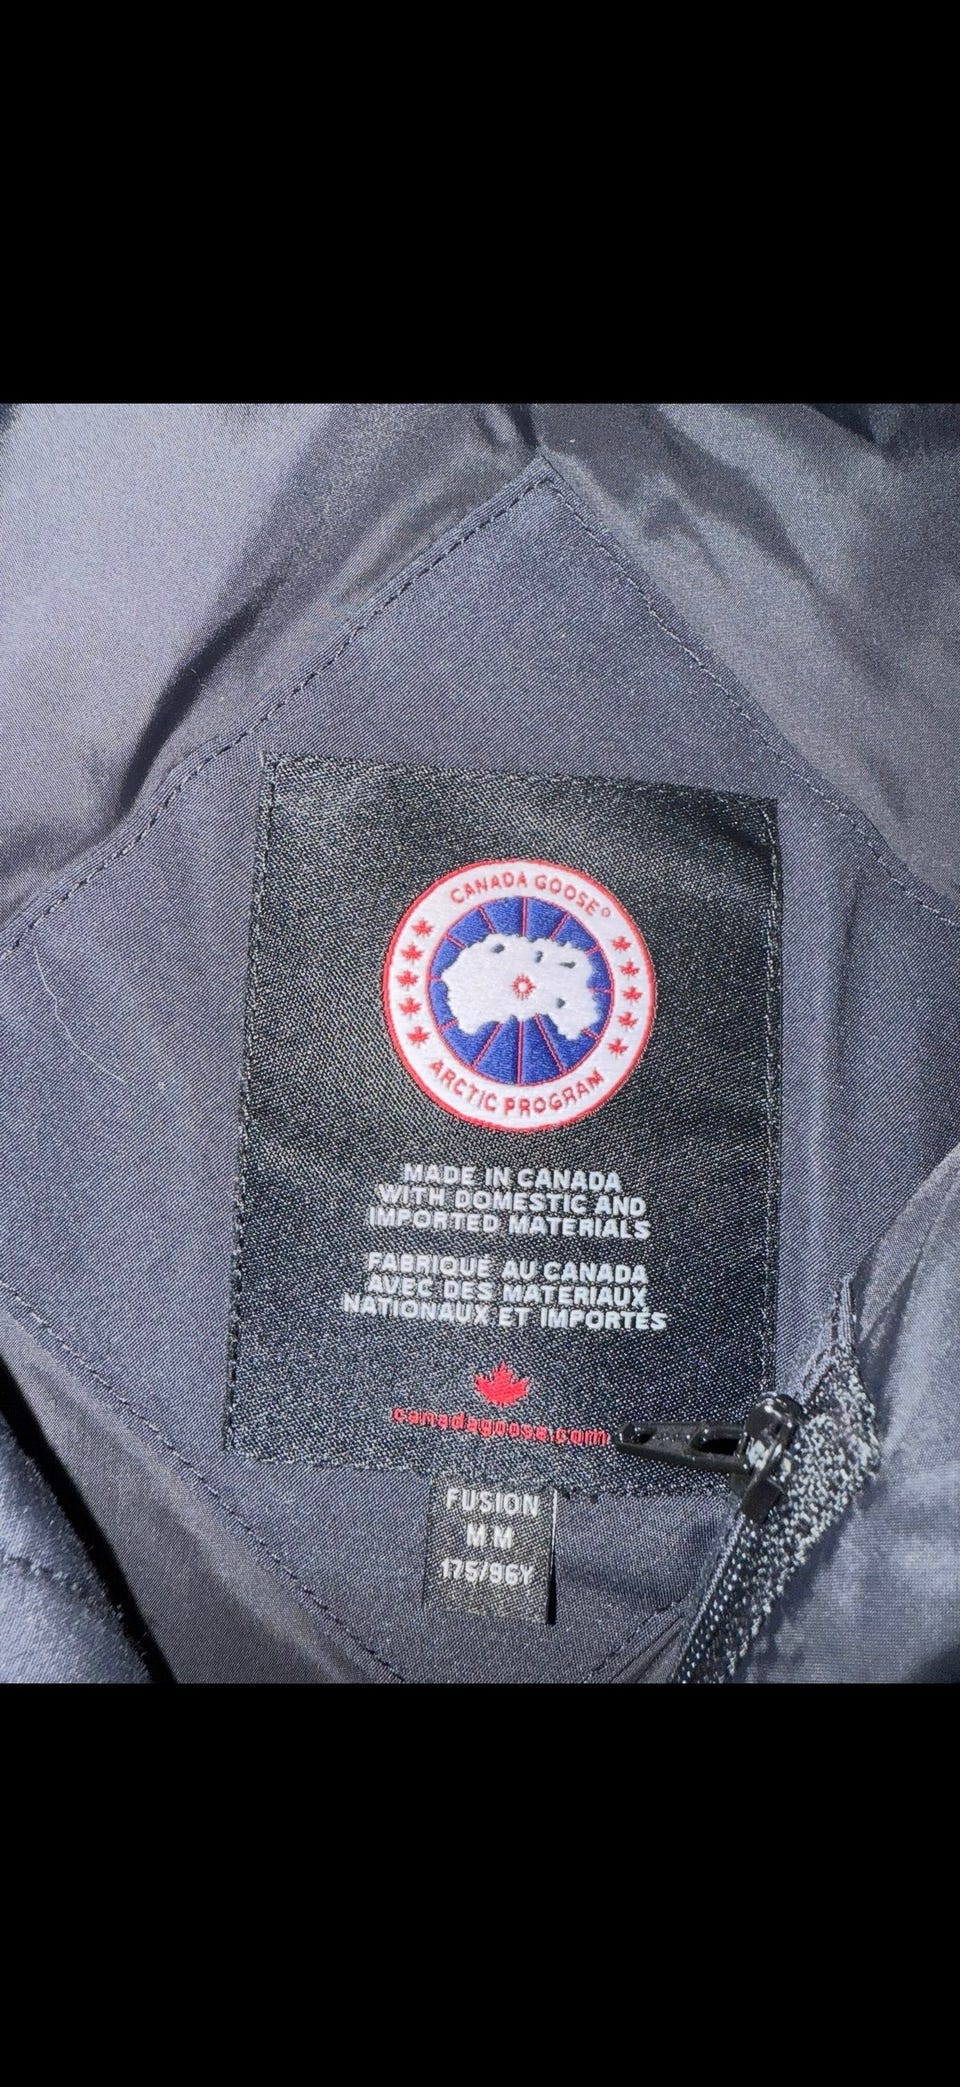 CANADA GOOSE®
ARCTIC PROGRAM
MADE IN CANADA
WITH DOMESTIC AND
IMPORTED MATERIALS
FABRIQUÉ AU CANADA
AVEC DES MATERIAUX
NATIONAUX ET IMPORTÉS
canadagoose.com
FUSION
M M
175/96Y